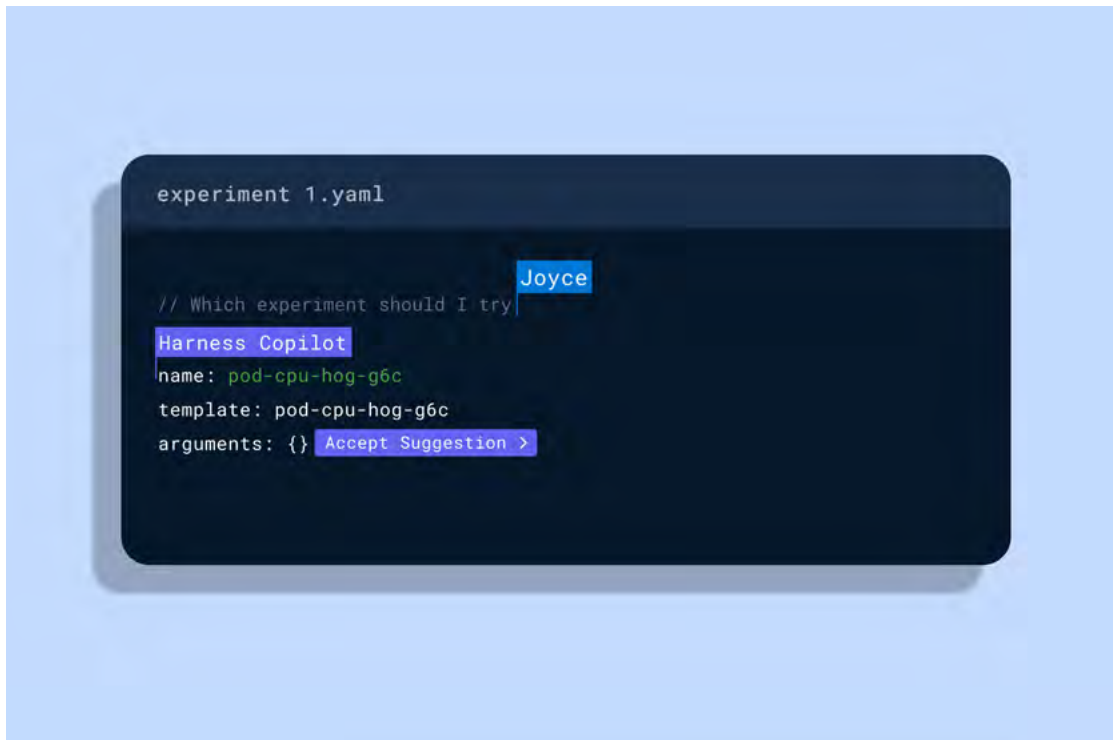 experiment 1.yaml
Joyce
// Which experiment should I try
Harness Copilot
name: pod-cpu-hog-g6c
template: pod-cpu-hog-g6c
arguments: {} Accept Suggestion >